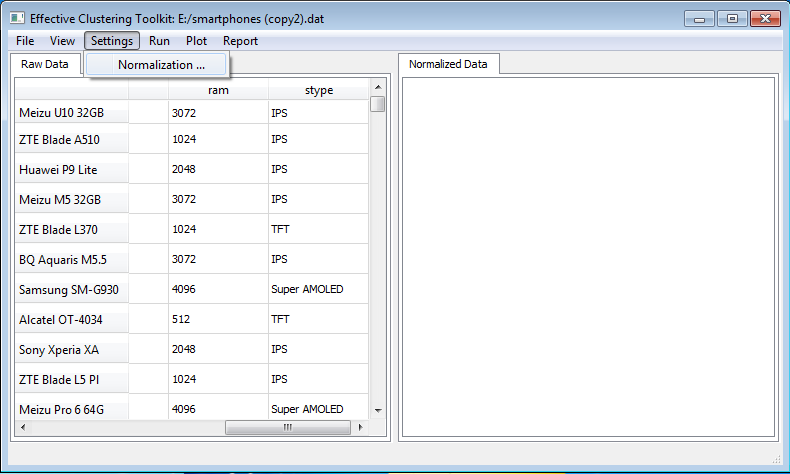 Effective Clustering Toolkit: E:/smartphones (copy2).dat
File View Settings Run Plot Report
Raw Data Normalization ... Normalized Data
ram stype
Meizu U10 32GB 3072 IPS
ZTE Blade A510 1024 IPS
Huawei P9 Lite 2048 IPS
Meizu M5 32GB 3072 IPS
ZTE Blade L370 1024 TFT
BQ Aquaris M5.5 3072 IPS
Samsung SM-G930 4096 Super AMOLED
Alcatel OT-4034 512 TFT
Sony Xperia XA 2048 IPS
ZTE Blade L5 Pl 1024 IPS
Meizu Pro 6 64G 4096 Super AMOLED